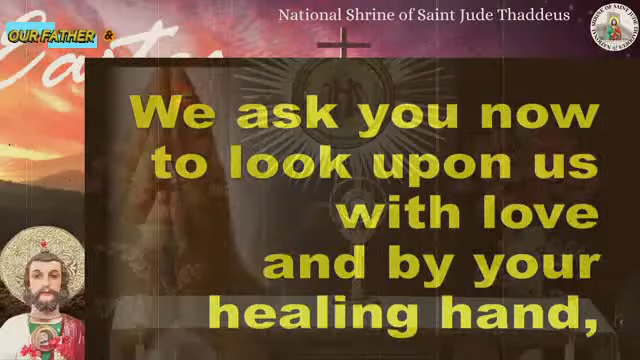 National Shrine of Saint Jude Thaddeus
OUR FATHER &
Easter
We ask you now
to look upon us
with love
and by your
healing hand,